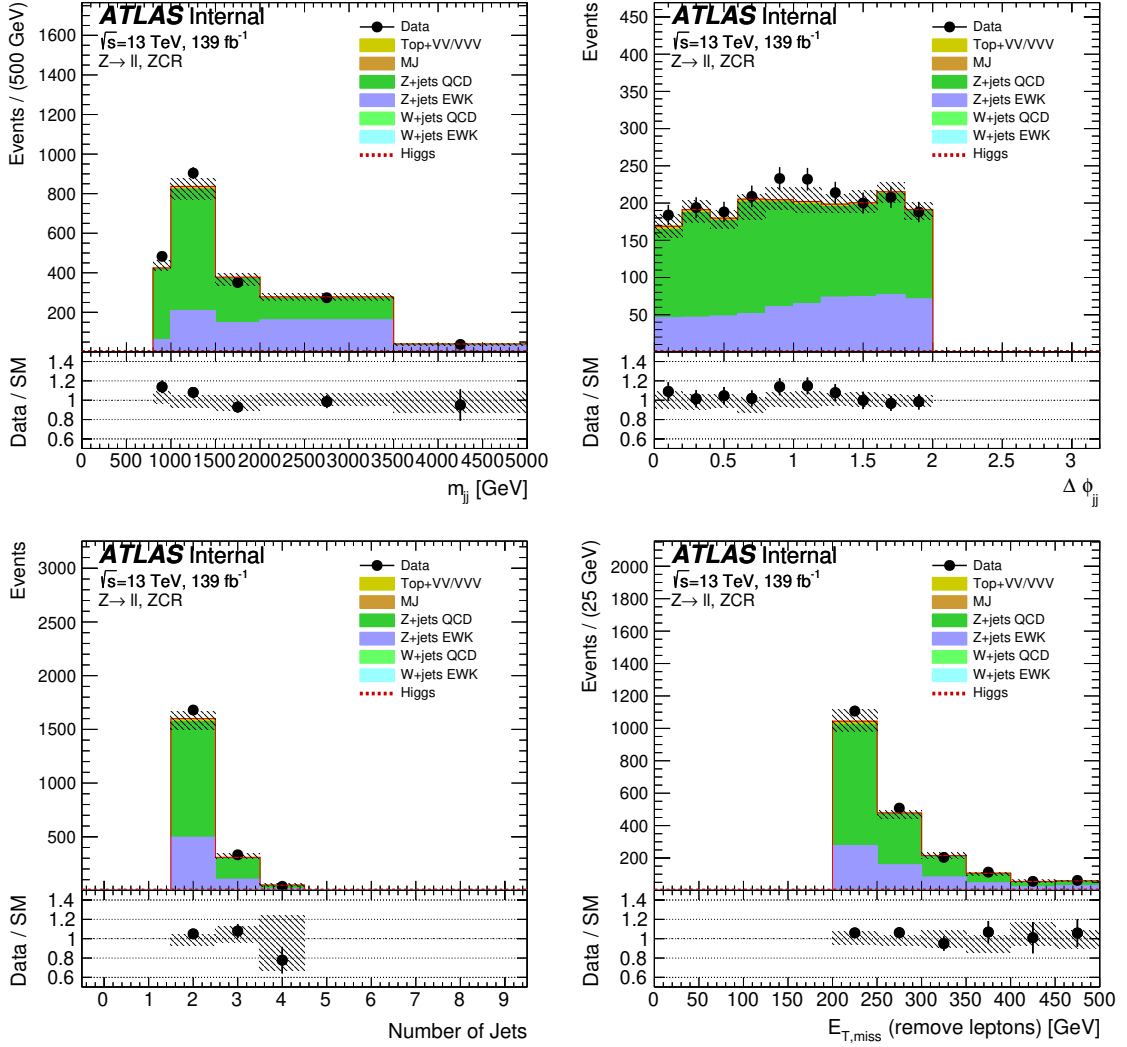 ATLAS Internal
√s=13 TeV, 139 fb⁻¹
Z→ ll, ZCR
Data
Top+VV/VVV
MJ
Z+jets QCD
Z+jets EWK
W+jets QCD
W+jets EWK
Higgs
Events / (500 GeV)
1600
1400
1200
1000
800
600
400
200
Data / SM
1.4
1.2
1
0.8
0.6
0 500 1000 1500 2000 2500 3000 3500 4000 4500 5000
m_jj [GeV]
ATLAS Internal
√s=13 TeV, 139 fb⁻¹
Z→ ll, ZCR
Data
Top+VV/VVV
MJ
Z+jets QCD
Z+jets EWK
W+jets QCD
W+jets EWK
Higgs
Events
450
400
350
300
250
200
150
100
50
Data / SM
1.4
1.2
1
0.8
0.6
0 0.5 1 1.5 2 2.5 3
Δ ϕ_jj
ATLAS Internal
√s=13 TeV, 139 fb⁻¹
Z→ ll, ZCR
Data
Top+VV/VVV
MJ
Z+jets QCD
Z+jets EWK
W+jets QCD
W+jets EWK
Higgs
Events
3000
2500
2000
1500
1000
500
Data / SM
1.4
1.2
1
0.8
0.6
0 1 2 3 4 5 6 7 8 9
Number of Jets
ATLAS Internal
√s=13 TeV, 139 fb⁻¹
Z→ ll, ZCR
Data
Top+VV/VVV
MJ
Z+jets QCD
Z+jets EWK
W+jets QCD
W+jets EWK
Higgs
Events / (25 GeV)
2000
1800
1600
1400
1200
1000
800
600
400
200
Data / SM
1.4
1.2
1
0.8
0.6
0 50 100 150 200 250 300 350 400 450 500
E_T,miss (remove leptons) [GeV]